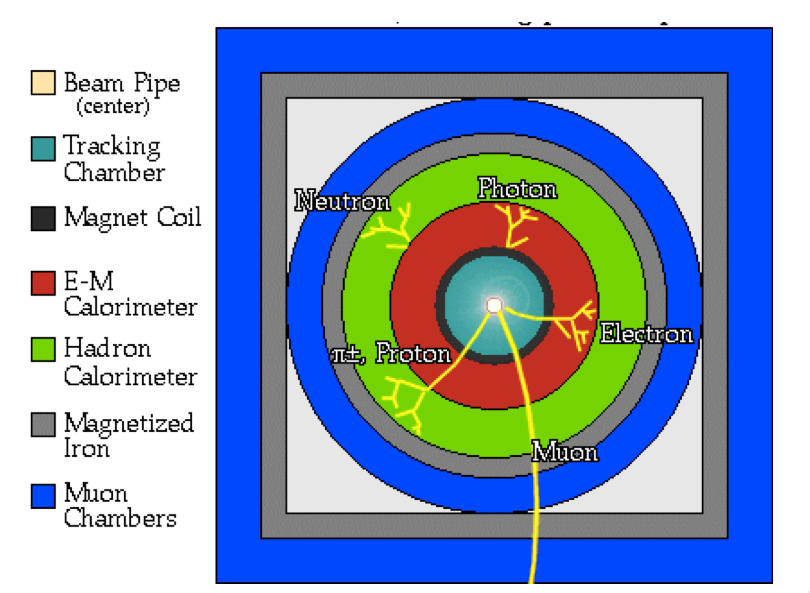 Beam Pipe
(center)
Tracking
Chamber
Magnet Coil
E-M
Calorimeter
Hadron
Calorimeter
Magnetized
Iron
Muon
Chambers
Neutron
Photon
Electron
π±, Proton
Muon